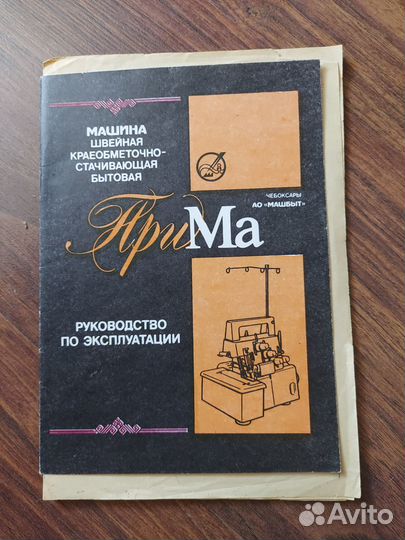 МАШИНА
ШВЕЙНАЯ
КРАЕОБМЕТОЧНО-
СТАЧИВАЮЩАЯ
БЫТОВАЯ
ЧЕБОКСАРЫ
АО «МАШБЫТ»
ПриМа
РУКОВОДСТВО
ПО ЭКСПЛУАТАЦИИ
Avito